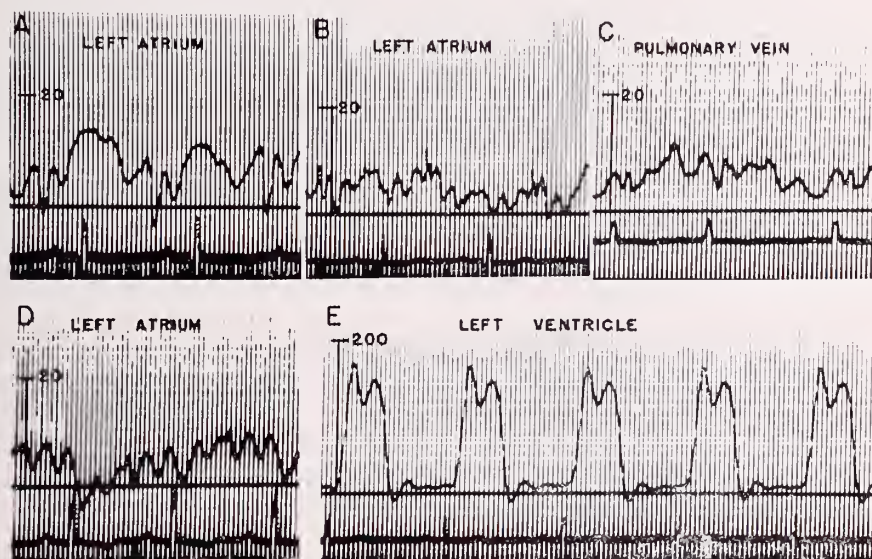 A
LEFT ATRIUM
20
B
LEFT ATRIUM
20
C
PULMONARY VEIN
20
D
LEFT ATRIUM
20
E
LEFT VENTRICLE
200